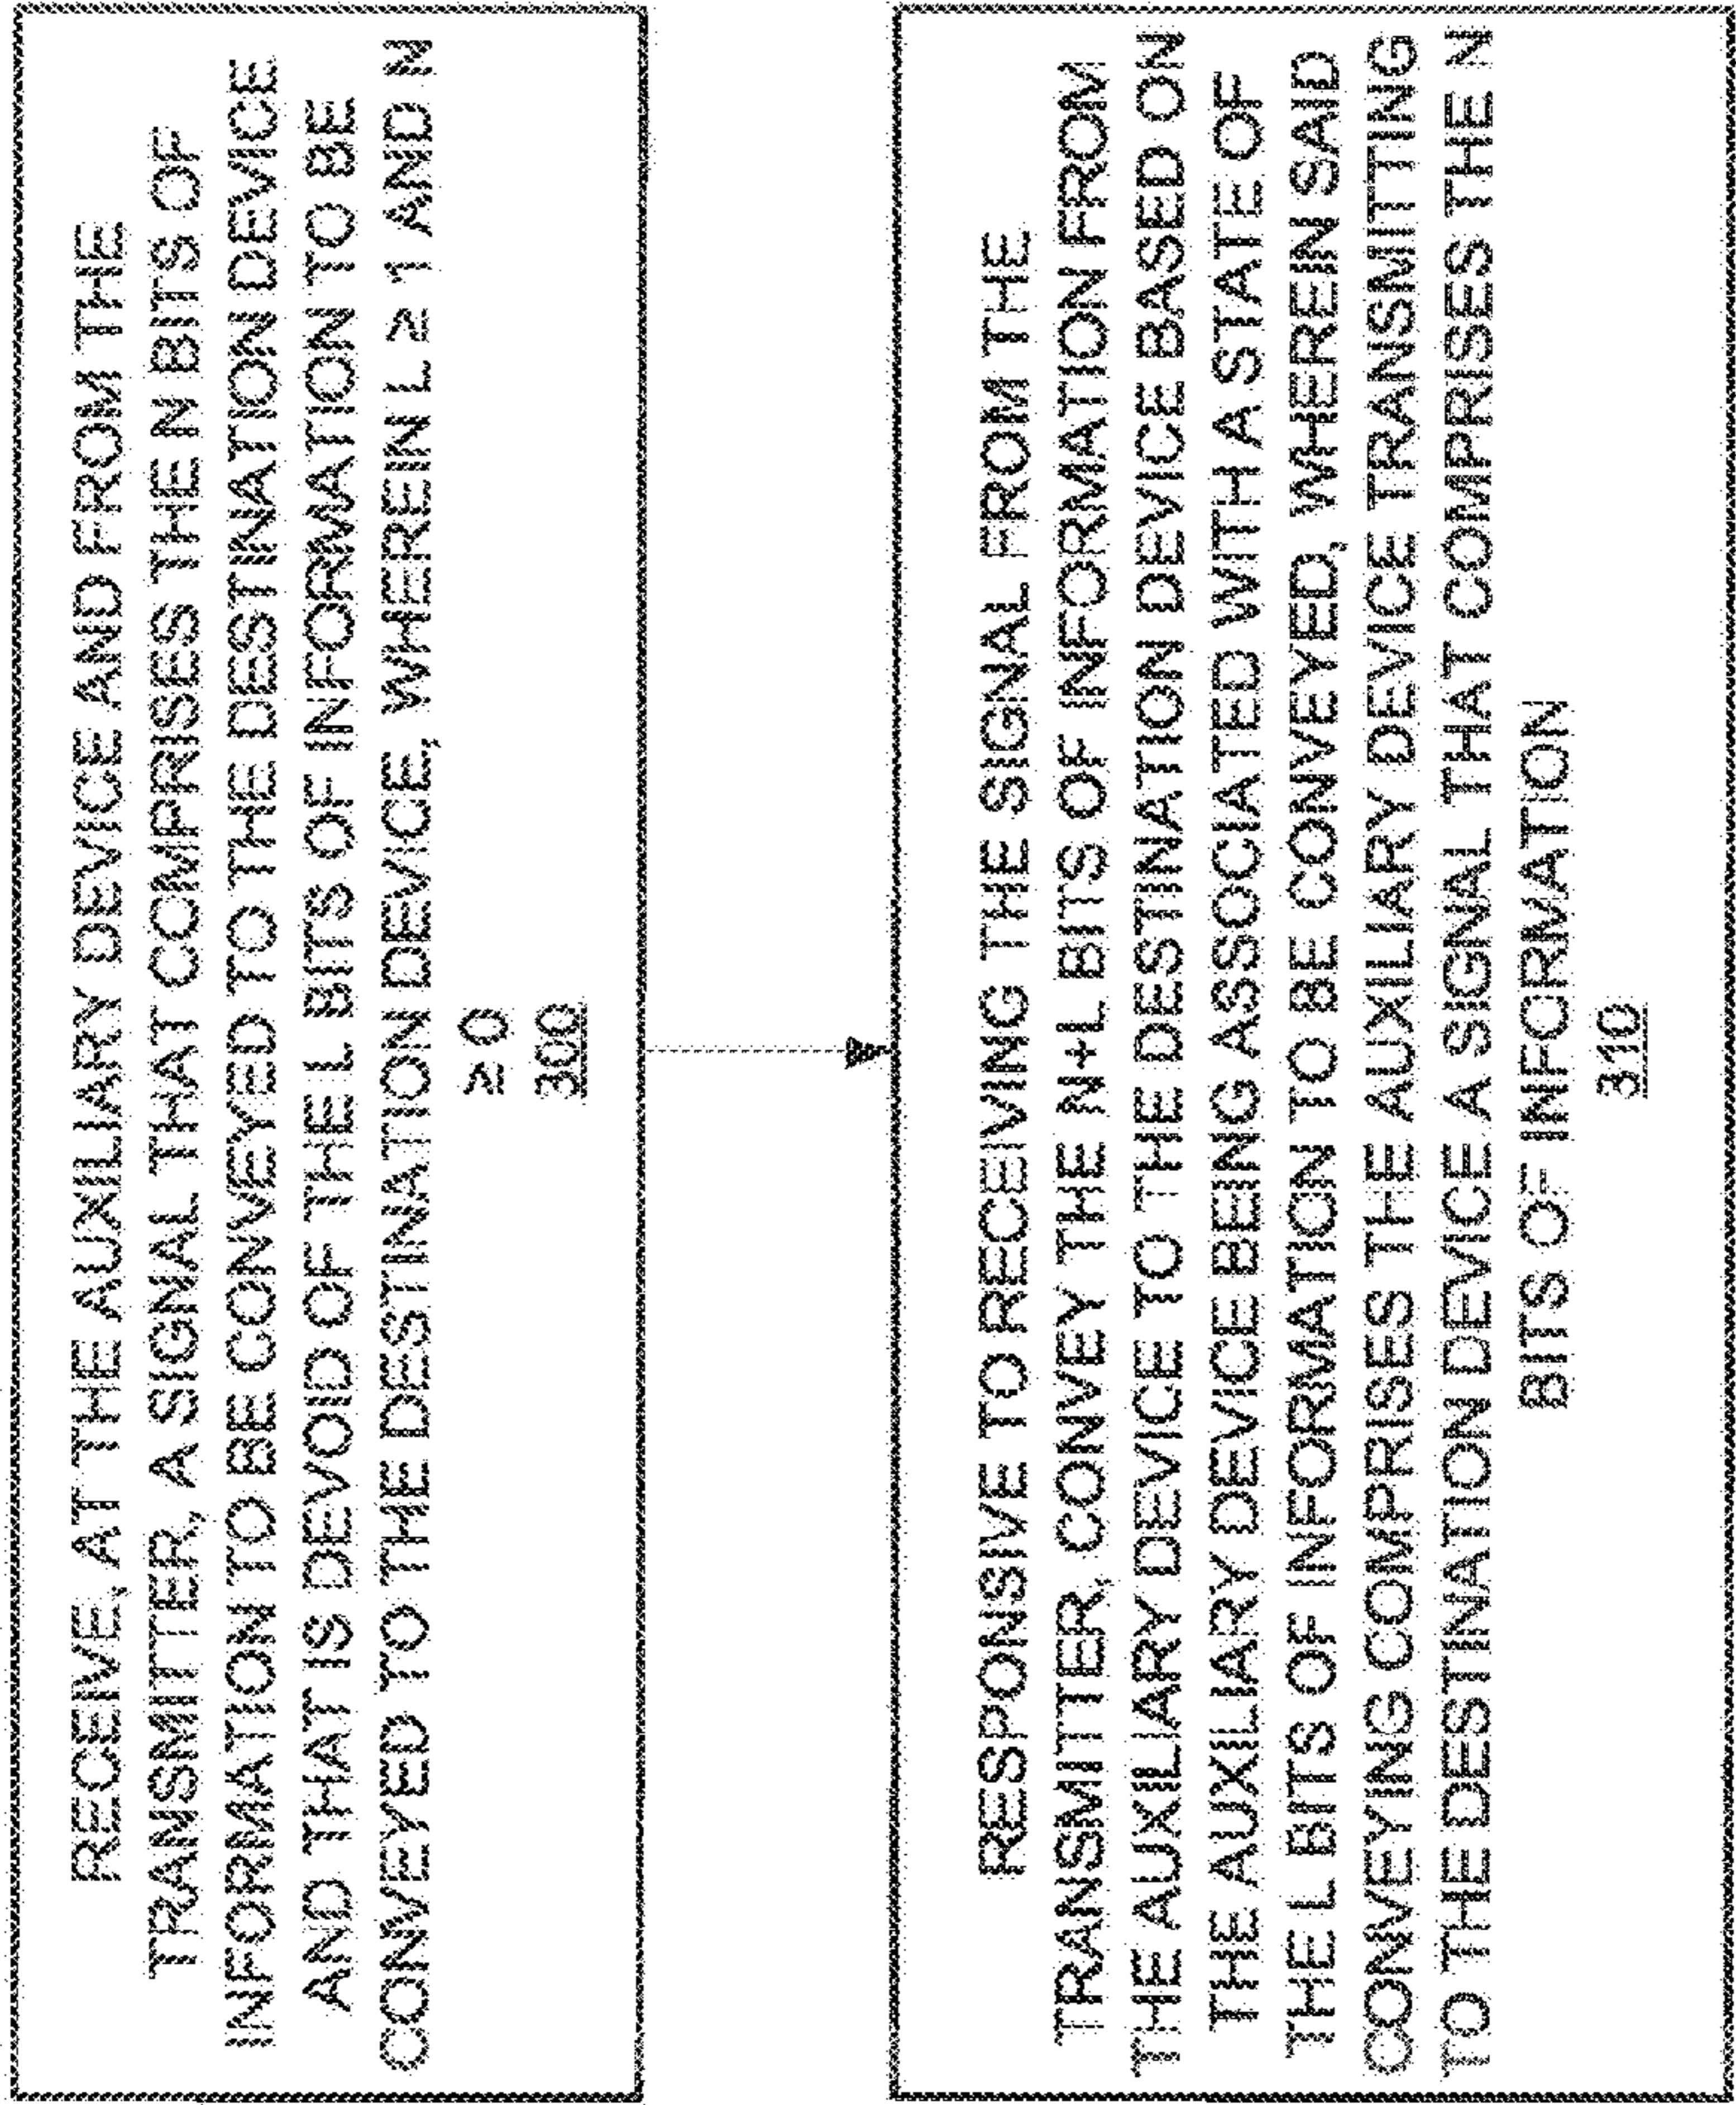 RECEIVE, AT THE AUXILIARY DEVICE AND FROM THE
TRANSMITTER, A SIGNAL THAT COMPRISES THE N BITS OF
INFORMATION TO BE CONVEYED TO THE DESTINATION DEVICE
AND THAT IS DEVOID OF THE L BITS OF INFORMATION TO BE
CONVEYED TO THE DESTINATION DEVICE, WHEREIN L ≥ 1 AND N
≥ 0
300
RESPONSIVE TO RECEIVING THE SIGNAL FROM THE
TRANSMITTER, CONVEY THE N+L BITS OF INFORMATION FROM
THE AUXILIARY DEVICE TO THE DESTINATION DEVICE BASED ON
THE AUXILIARY DEVICE BEING ASSOCIATED WITH A STATE OF
THE L BITS OF INFORMATION TO BE CONVEYED, WHEREIN SAID
CONVEYING COMPRISES THE AUXILIARY DEVICE TRANSMITTING
TO THE DESTINATION DEVICE A SIGNAL THAT COMPRISES THE N
BITS OF INFORMATION
310